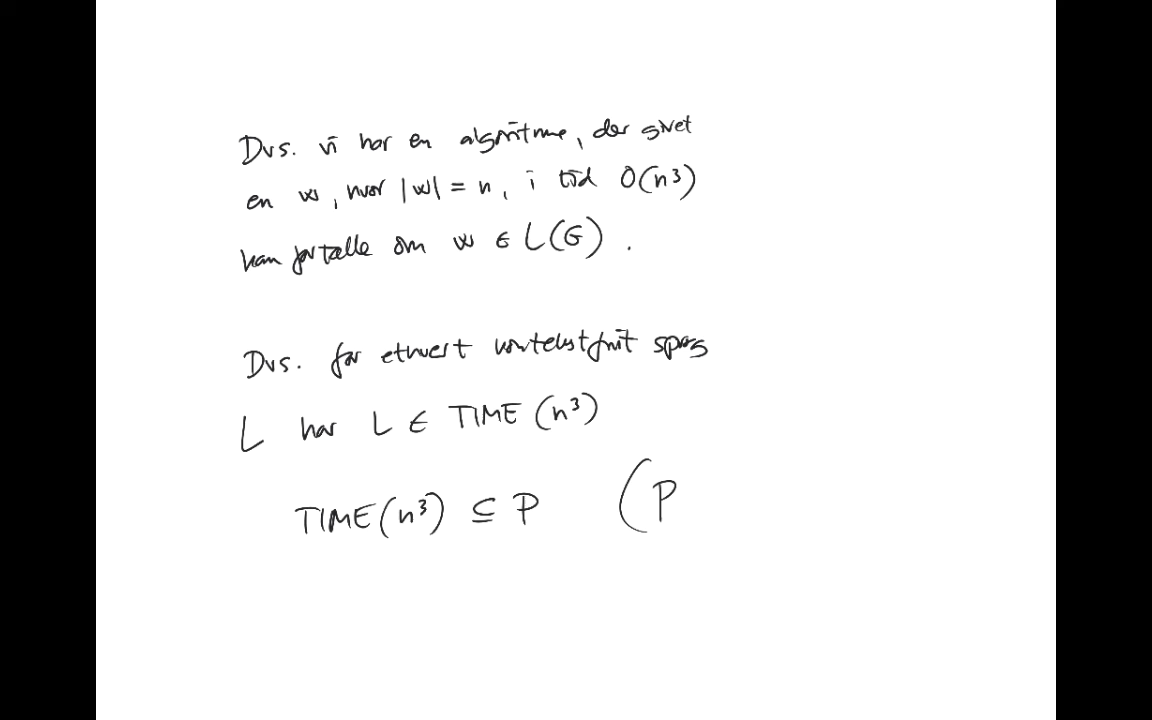 Dvs. vi har en algoritme, der givet
en w, hvor |w| = n, i tid O(n³)
kan fortælle om w ∈ L(G).
Dvs. for ethvert kontekstfrit sprog
L har L ∈ TIME (n³)
TIME(n³) ⊆ P (P